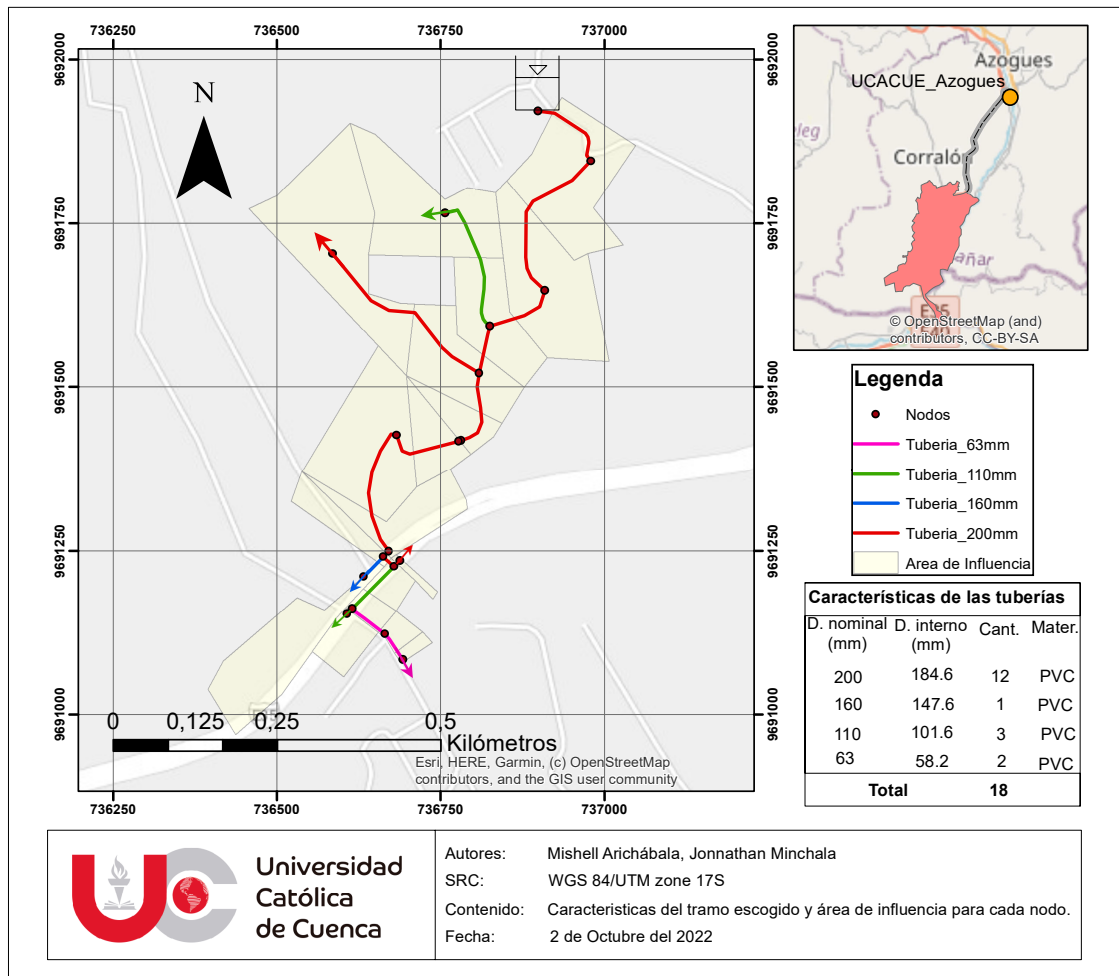 736250 736500 736750 737000
9692000 9692000
N
9691750 9691750
9691500 9691500
9691250 9691250
9691000 9691000
0 0,125 0,25 0,5
Kilómetros
Esri, HERE, Garmin, (c) OpenStreetMap
contributors, and the GIS user community
736250 736500 736750 737000
Azogues
UCACUE_Azogues
leg
Corralón
añar
E35
© OpenStreetMap (and)
contributors, CC-BY-SA
Legenda
Nodos
Tuberia_63mm
Tuberia_110mm
Tuberia_160mm
Tuberia_200mm
Area de Influencia
Características de las tuberías
D. nominal (mm) D. interno (mm) Cant. Mater.
200 184.6 12 PVC
160 147.6 1 PVC
110 101.6 3 PVC
63 58.2 2 PVC
Total 18
UC
Universidad
Católica
de Cuenca
Autores: Mishell Arichábala, Jonnathan Minchala
SRC: WGS 84/UTM zone 17S
Contenido: Caracteristicas del tramo escogido y área de influencia para cada nodo.
Fecha: 2 de Octubre del 2022